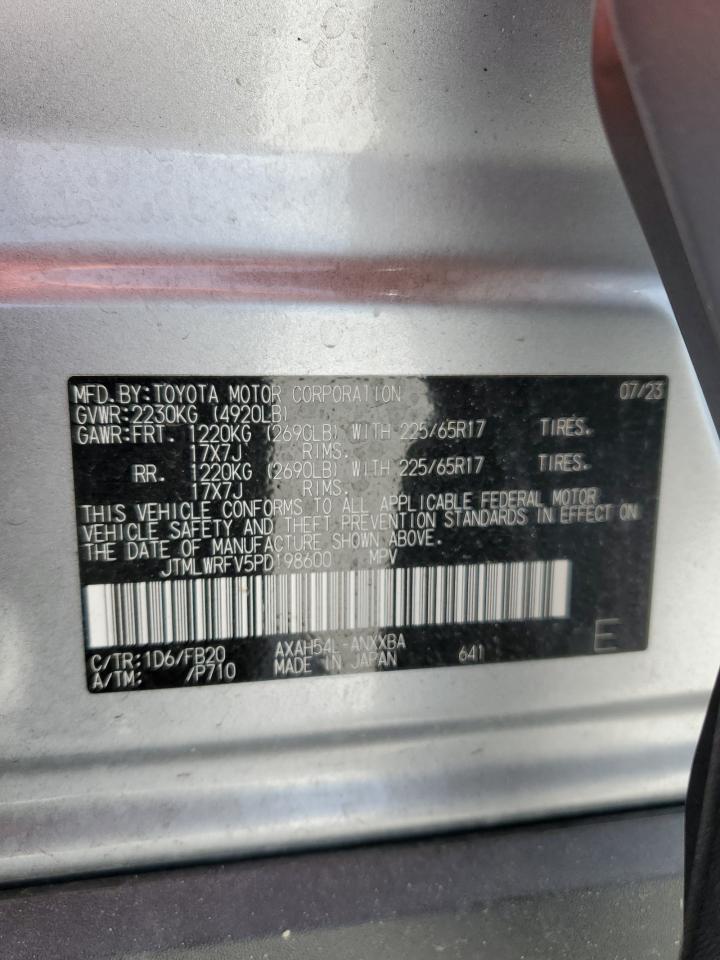 MFD.BY:TOYOTA MOTOR CORPORATION 07/23
GVWR:2230KG (4920LB)
GAWR:FRT. 1220KG (2690LB) WITH 225/65R17 TIRES.
17X7J RIMS.
RR. 1220KG (2690LB) WITH 225/65R17 TIRES.
17X7J RIMS.
THIS VEHICLE CONFORMS TO ALL APPLICABLE FEDERAL MOTOR
VEHICLE SAFETY AND THEFT PREVENTION STANDARDS IN EFFECT ON
THE DATE OF MANUFACTURE SHOWN ABOVE.
JTMLWRFV5PD198600 MPV
C/TR:1D6/FB20 AXAH54L-ANXXBA 641 E
A/TM: /P710 MADE IN JAPAN